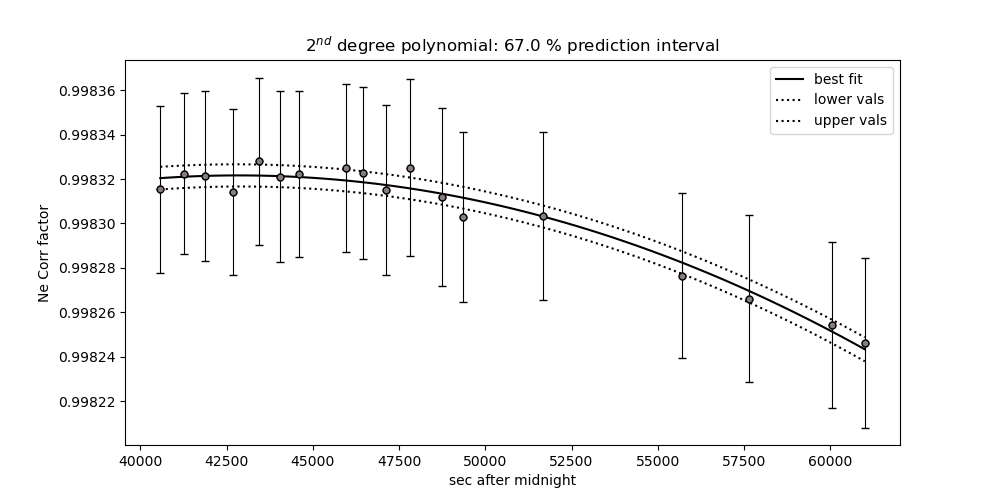 2nd degree polynomial: 67.0 % prediction interval
best fit
lower vals
upper vals
Ne Corr factor
0.99836
0.99834
0.99832
0.99830
0.99828
0.99826
0.99824
0.99822
40000 42500 45000 47500 50000 52500 55000 57500 60000
sec after midnight